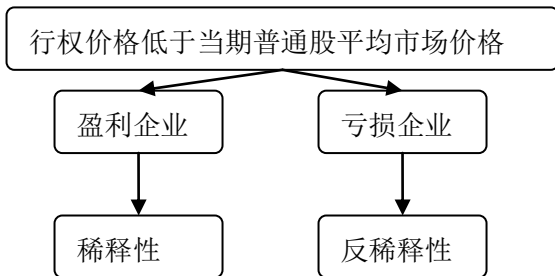 行权价格低于当期普通股平均市场价格
盈利企业
亏损企业
稀释性
反稀释性